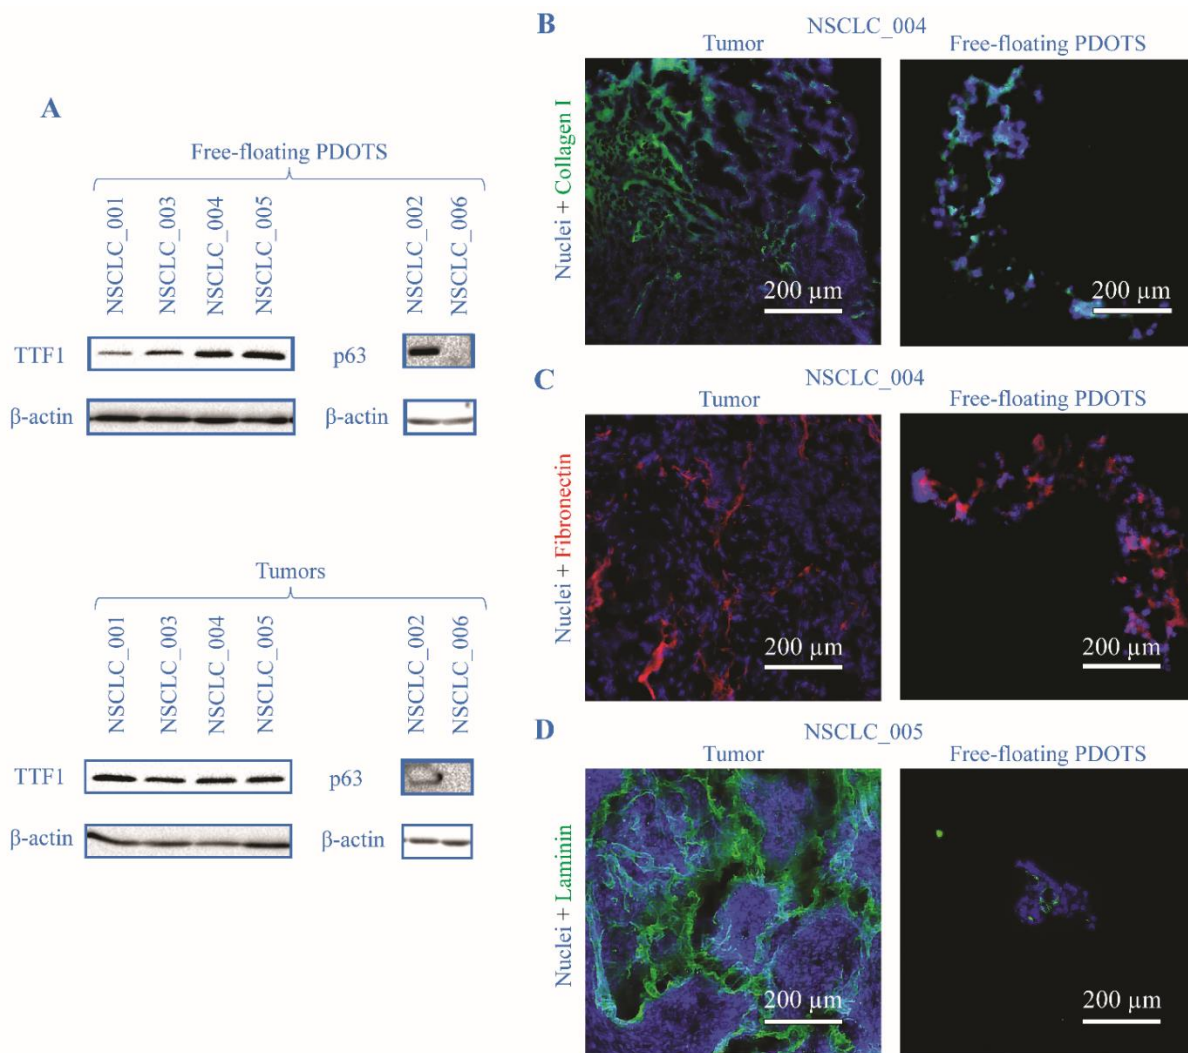 A
Free-floating PDOTS
NSCLC_001
NSCLC_003
NSCLC_004
NSCLC_005
NSCLC_002
NSCLC_006
TTF1
p63
β-actin
β-actin
Tumors
NSCLC_001
NSCLC_003
NSCLC_004
NSCLC_005
NSCLC_002
NSCLC_006
TTF1
p63
β-actin
β-actin
B
NSCLC_004
Tumor
Free-floating PDOTS
Nuclei + Collagen I
200 µm
200 µm
C
NSCLC_004
Tumor
Free-floating PDOTS
Nuclei + Fibronectin
200 µm
200 µm
D
NSCLC_005
Tumor
Free-floating PDOTS
Nuclei + Laminin
200 µm
200 µm